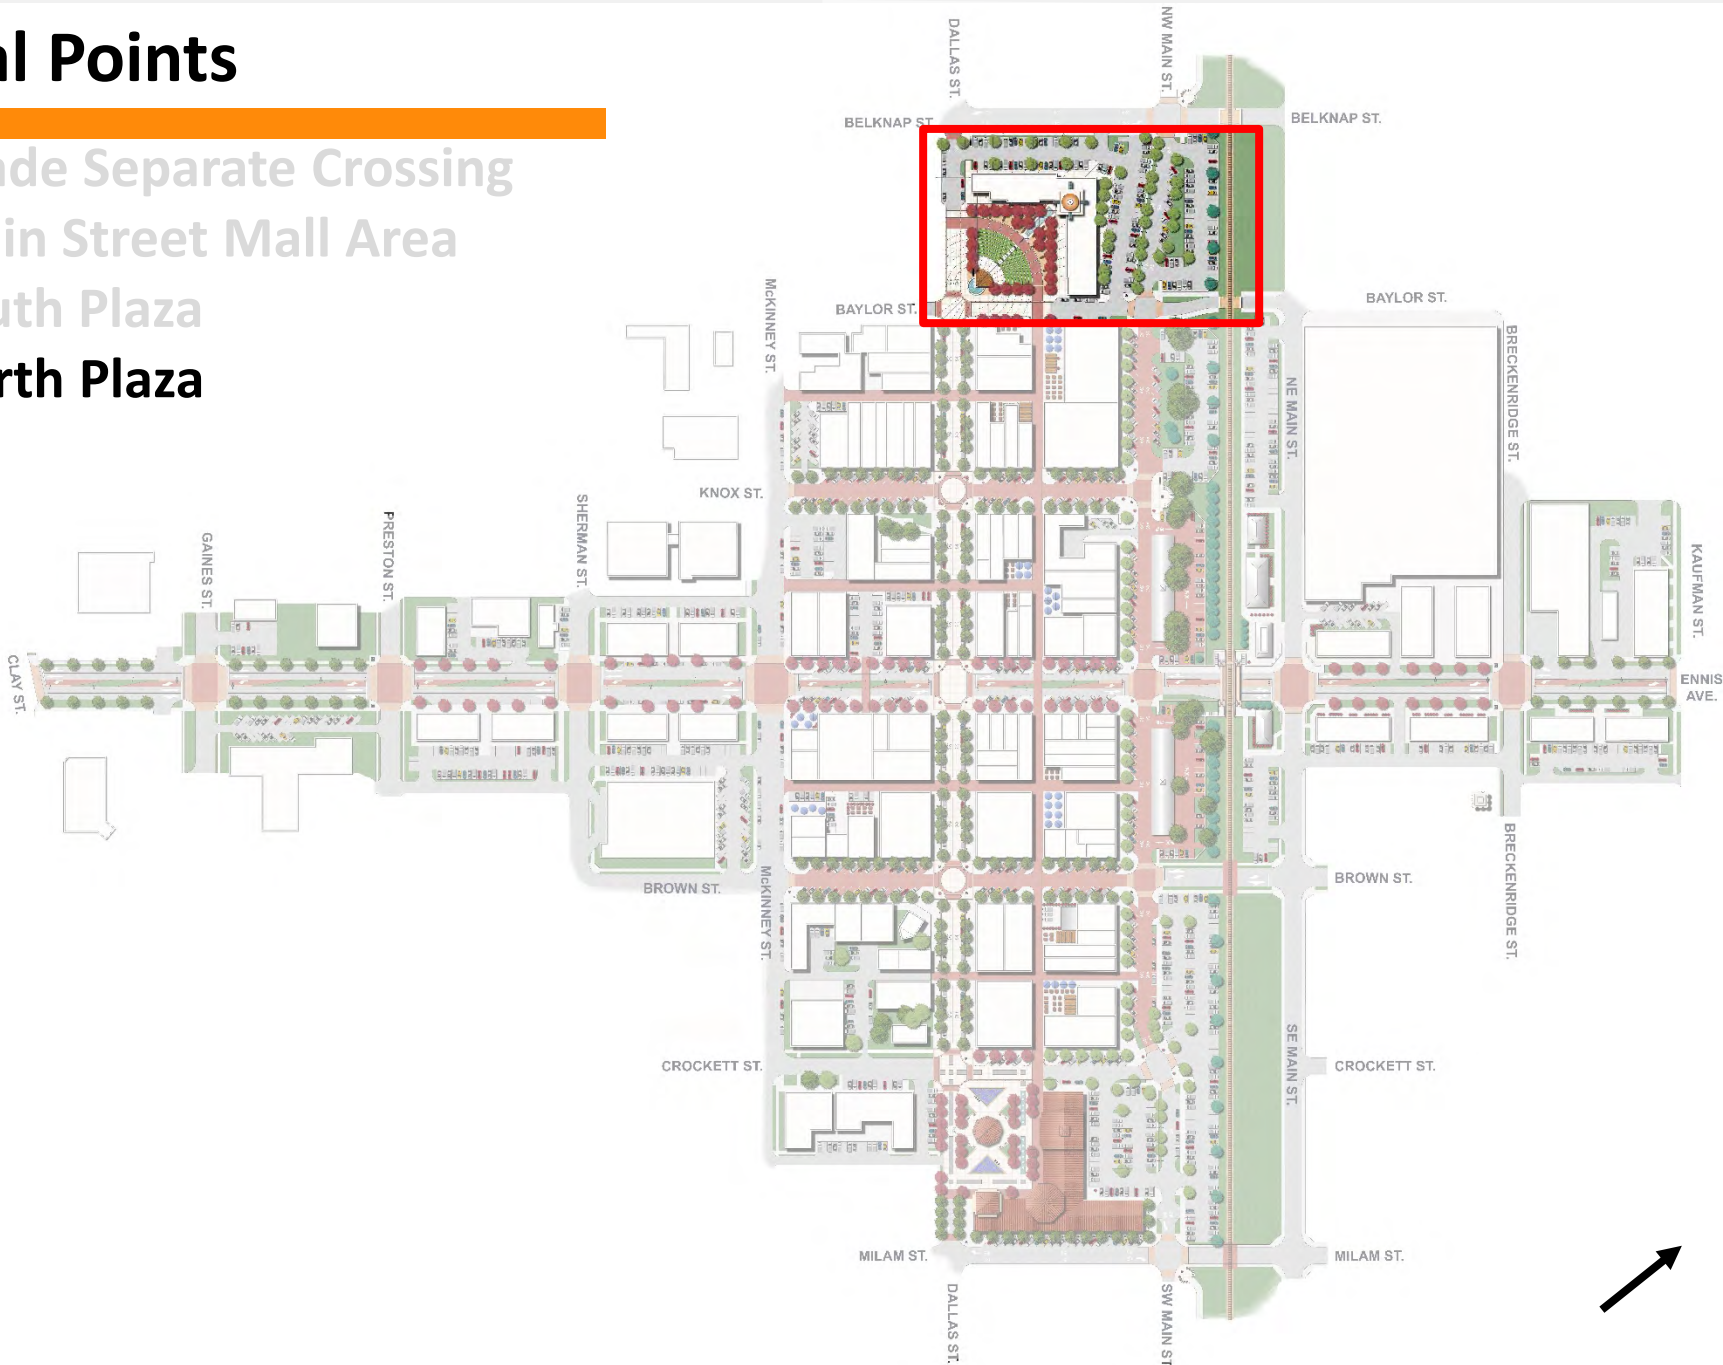 al Points
ade Separate Crossing
in Street Mall Area
uth Plaza
rth Plaza
DALLAS ST.
NW MAIN ST.
BELKNAP ST.
BELKNAP ST.
BAYLOR ST.
BAYLOR ST.
McKINNEY ST.
NE MAIN ST.
BRECKENRIDGE ST.
KNOX ST.
SHERMAN ST.
PRESTON ST.
GAINES ST.
KAUFMAN ST.
CLAY ST.
ENNIS
AVE.
BROWN ST.
BROWN ST.
McKINNEY ST.
BRECKENRIDGE ST.
CROCKETT ST.
CROCKETT ST.
SE MAIN ST.
MILAM ST.
MILAM ST.
DALLAS ST.
SW MAIN ST